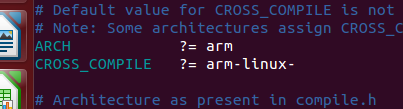 # Default value for CROSS_COMPILE is not
# Note: Some architectures assign CROSS_C
ARCH ?= arm
CROSS_COMPILE ?= arm-linux-
# Architecture as present in compile.h